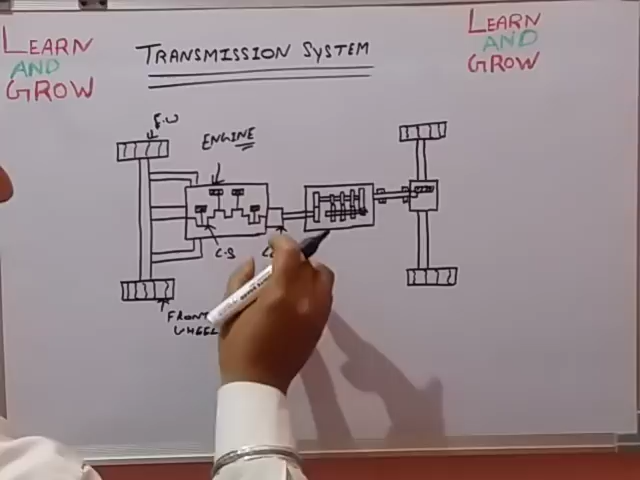 LEARN
AND
GROW
TRANSMISSION SYSTEM
LEARN
AND
GROW
F.W
ENGINE
C.S
FRONT
WHEEL